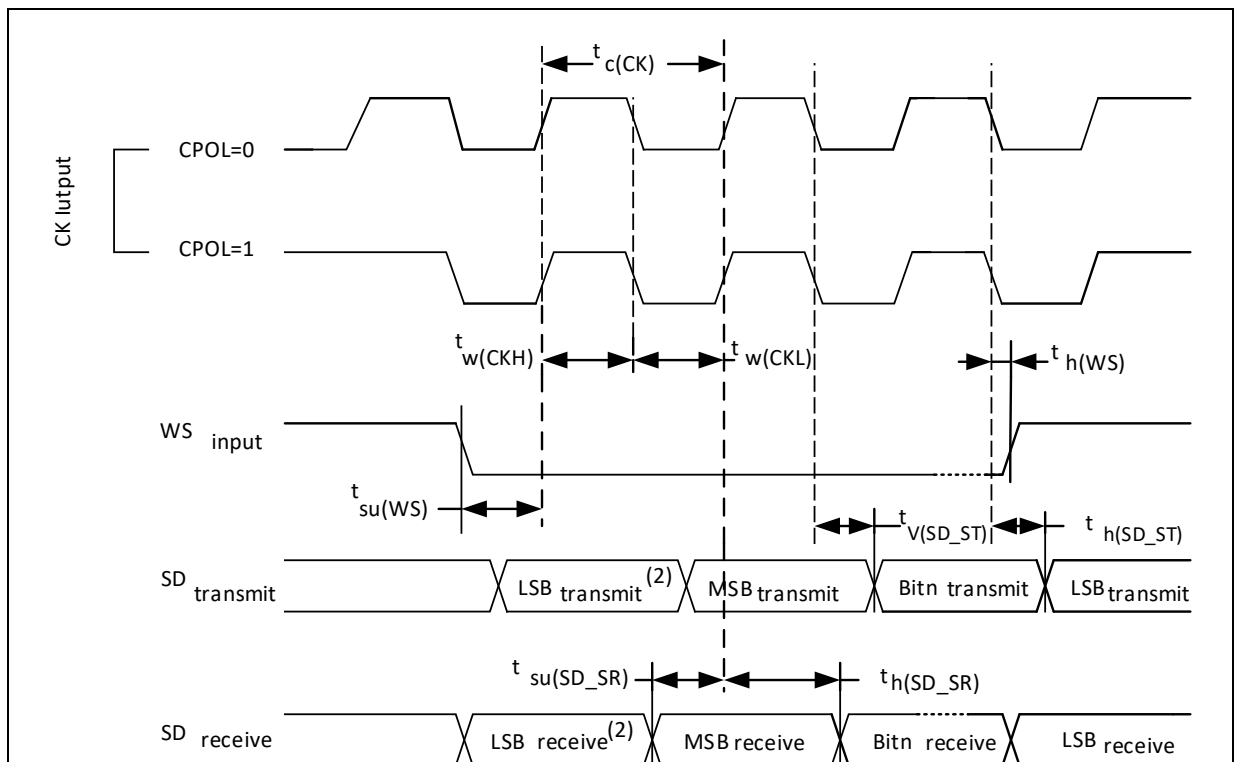 t c(CK)
CK Iutput
CPOL=0
CPOL=1
t w(CKH)
t w(CKL)
t h(WS)
WS input
t su(WS)
t V(SD_ST)
t h(SD_ST)
SD transmit
LSB transmit(2)
MSB transmit
Bitn transmit
LSB transmit
t su(SD_SR)
t h(SD_SR)
SD receive
LSB receive(2)
MSB receive
Bitn receive
LSB receive